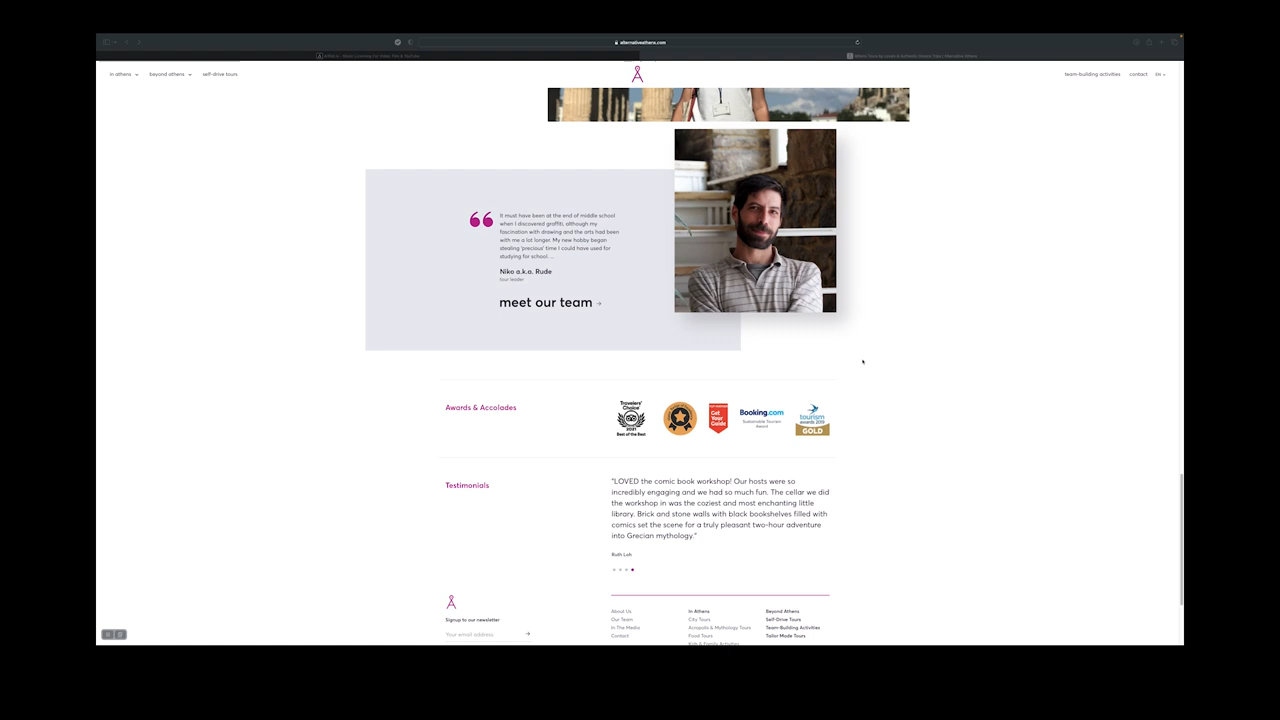 alternativeathens.com
in athens
beyond athens
self-drive tours
team-building activities
contact
EN
It must have been at the end of middle school
when I discovered graffiti, although my
fascination with drawing and the arts had been
with me a lot longer. My new hobby began
stealing 'precious' time I could have used for
studying for school. ...
Niko a.k.a. Rude
tour leader
meet our team →
Awards & Accolades
Travelers'
Choice
2021
Best of the Best
Get
Your
Guide
Booking.com
Sustainable Tourism
Award
tourism
awards 2019
GOLD
Testimonials
"LOVED the comic book workshop! Our hosts were so
incredibly engaging and we had so much fun. The cellar we did
the workshop in was the coziest and most enchanting little
library. Brick and stone walls with black bookshelves filled with
comics set the scene for a truly pleasant two-hour adventure
into Grecian mythology."
Ruth Loh
Signup to our newsletter
Your email address
About Us
Our Team
In The Media
Contact
In Athens
City Tours
Acropolis & Mythology Tours
Food Tours
Kids & Family Activities
Beyond Athens
Self-Drive Tours
Team-Building Activities
Tailor Made Tours